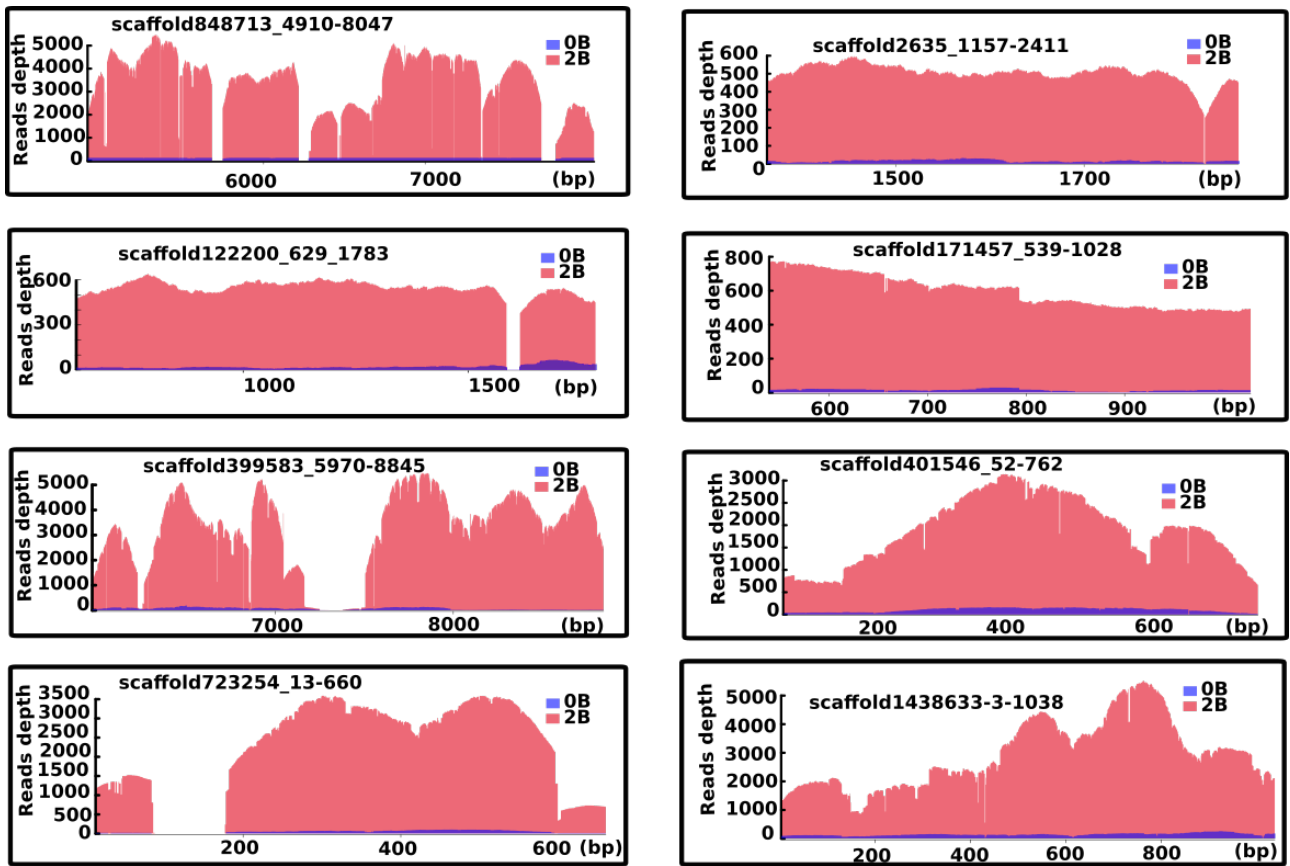 scaffold848713_4910-8047
Reads depth
5000
4000
3000
2000
1000
0
0B
2B
6000 7000 (bp)
scaffold2635_1157-2411
Reads depth
600
500
400
300
200
100
0
0B
2B
1500 1700 (bp)
scaffold122200_629_1783
Reads depth
600
300
0
0B
2B
1000 1500 (bp)
scaffold171457_539-1028
Reads depth
800
600
400
200
0
0B
2B
600 700 800 900 (bp)
scaffold399583_5970-8845
Reads depth
5000
4000
3000
2000
1000
0
0B
2B
7000 8000 (bp)
scaffold401546_52-762
Reads depth
3000
2500
2000
1500
1000
500
0
0B
2B
200 400 600 (bp)
scaffold723254_13-660
Reads depth
3500
3000
2500
2000
1500
1000
500
0
0B
2B
200 400 600 (bp)
scaffold1438633-3-1038
Reads depth
5000
4000
3000
2000
1000
0
0B
2B
200 400 600 800 (bp)